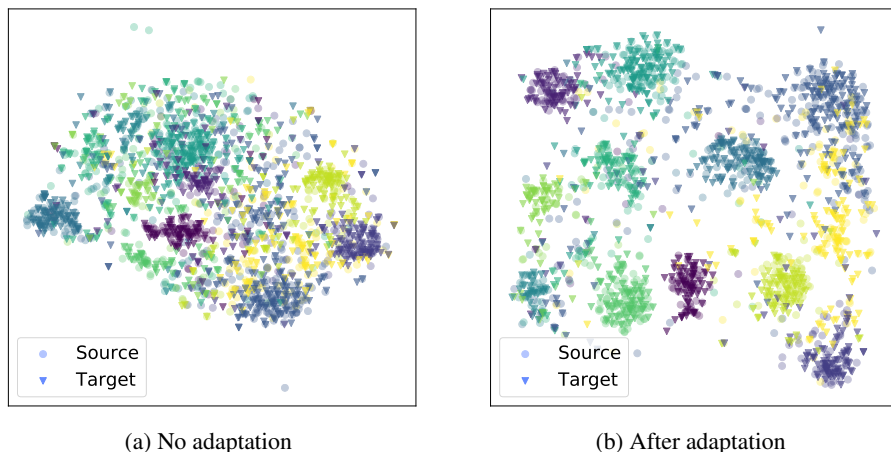 Source
Target
Source
Target
(a) No adaptation
(b) After adaptation